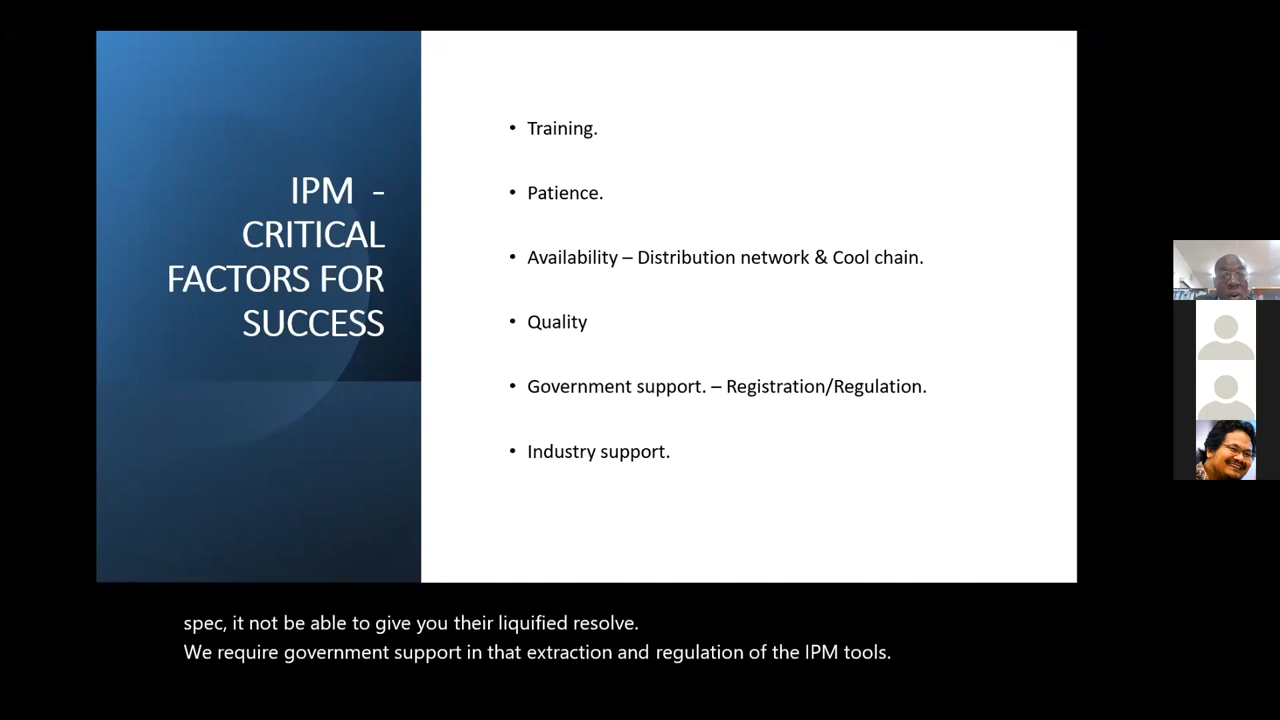 IPM -
CRITICAL
FACTORS FOR
SUCCESS
• Training.
• Patience.
• Availability – Distribution network & Cool chain.
• Quality
• Government support. – Registration/Regulation.
• Industry support.
spec, it not be able to give you their liquified resolve.
We require government support in that extraction and regulation of the IPM tools.